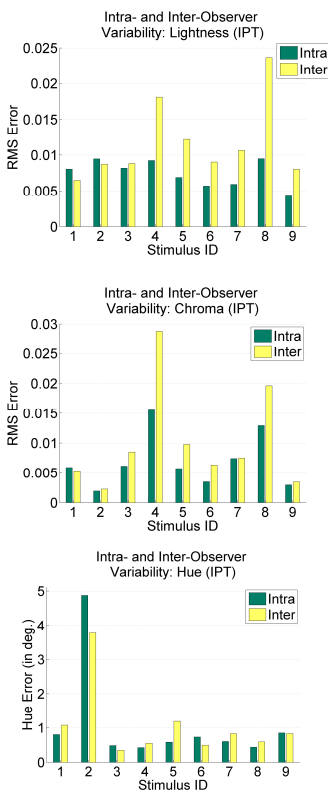 Intra- and Inter-Observer
Variability: Lightness (IPT)
0.025
0.02
0.015
0.01
0.005
0
RMS Error
Intra
Inter
1 2 3 4 5 6 7 8 9
Stimulus ID
Intra- and Inter-Observer
Variability: Chroma (IPT)
0.03
0.025
0.02
0.015
0.01
0.005
0
RMS Error
Intra
Inter
1 2 3 4 5 6 7 8 9
Stimulus ID
Intra- and Inter-Observer
Variability: Hue (IPT)
5
4
3
2
1
0
Hue Error (in deg.)
Intra
Inter
1 2 3 4 5 6 7 8 9
Stimulus ID